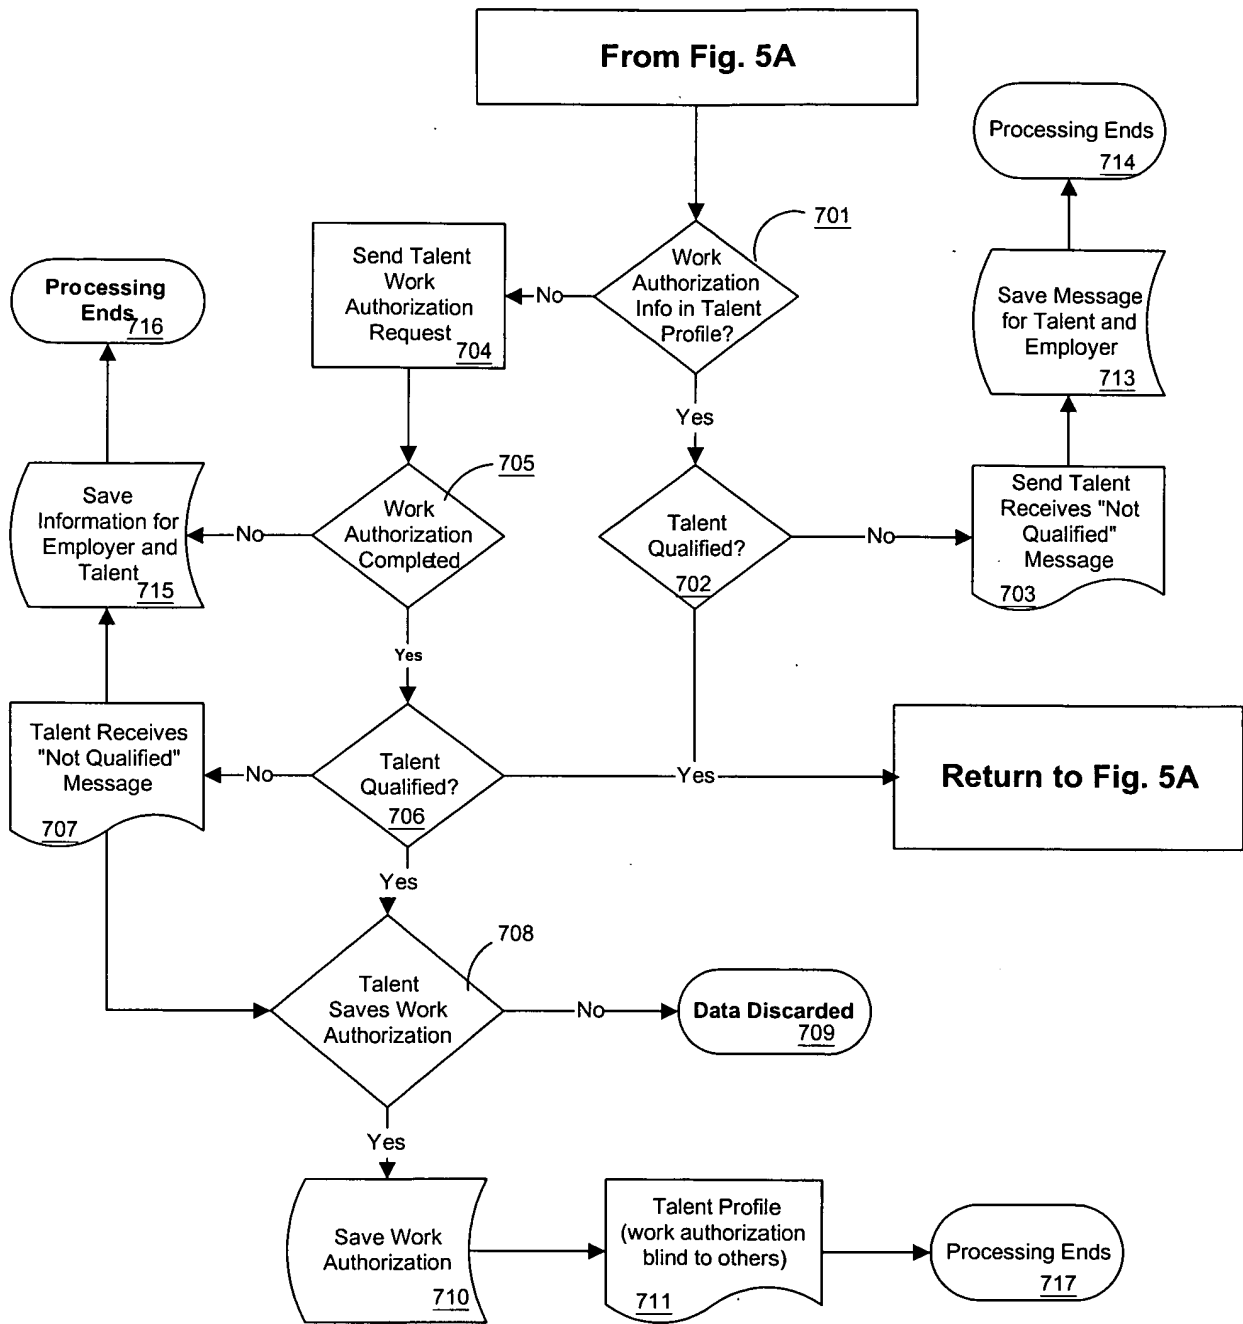 From Fig. 5A
Processing Ends
714
701
Work
Authorization
Info in Talent
Profile?
No
Send Talent
Work
Authorization
Request
704
Processing
Ends
716
Save Message
for Talent and
Employer
713
Yes
705
Work
Authorization
Completed
No
Save
Information for
Employer and
Talent
715
Talent
Qualified?
702
No
Send Talent
Receives "Not
Qualified"
Message
703
Yes
Talent Receives
"Not Qualified"
Message
707
No
Talent
Qualified?
706
Yes
Return to Fig. 5A
Yes
708
Talent
Saves Work
Authorization
No
Data Discarded
709
Yes
Save Work
Authorization
710
Talent Profile
(work authorization
blind to others)
711
Processing Ends
717